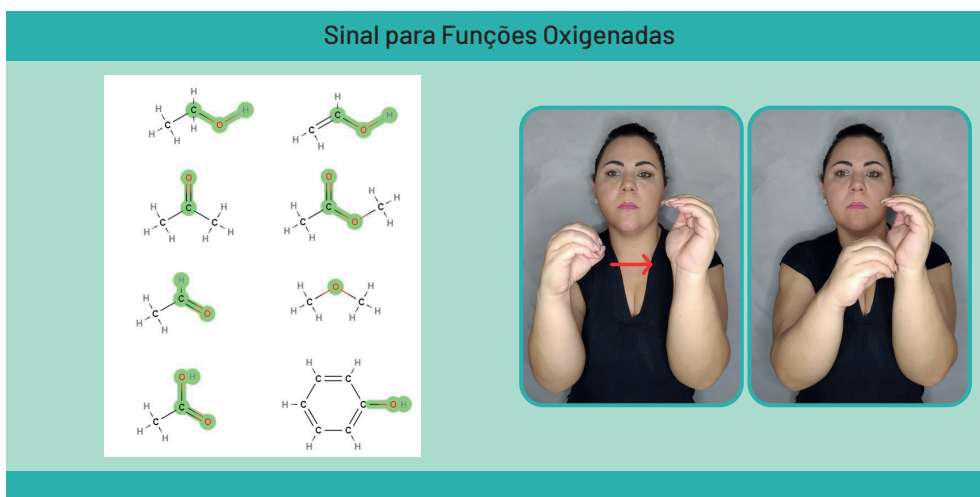 Sinal para Funções Oxigenadas
H
H C H
C H O
H H
H
C H
H C O
H H
O
C
H C C H
H H H H
O
C C H H
H C O H
H H
H
H C
C O
H H
O
H C C H
H H H H
O H
H C
C O
H H
H H
C C
H C C O H
C C
H H